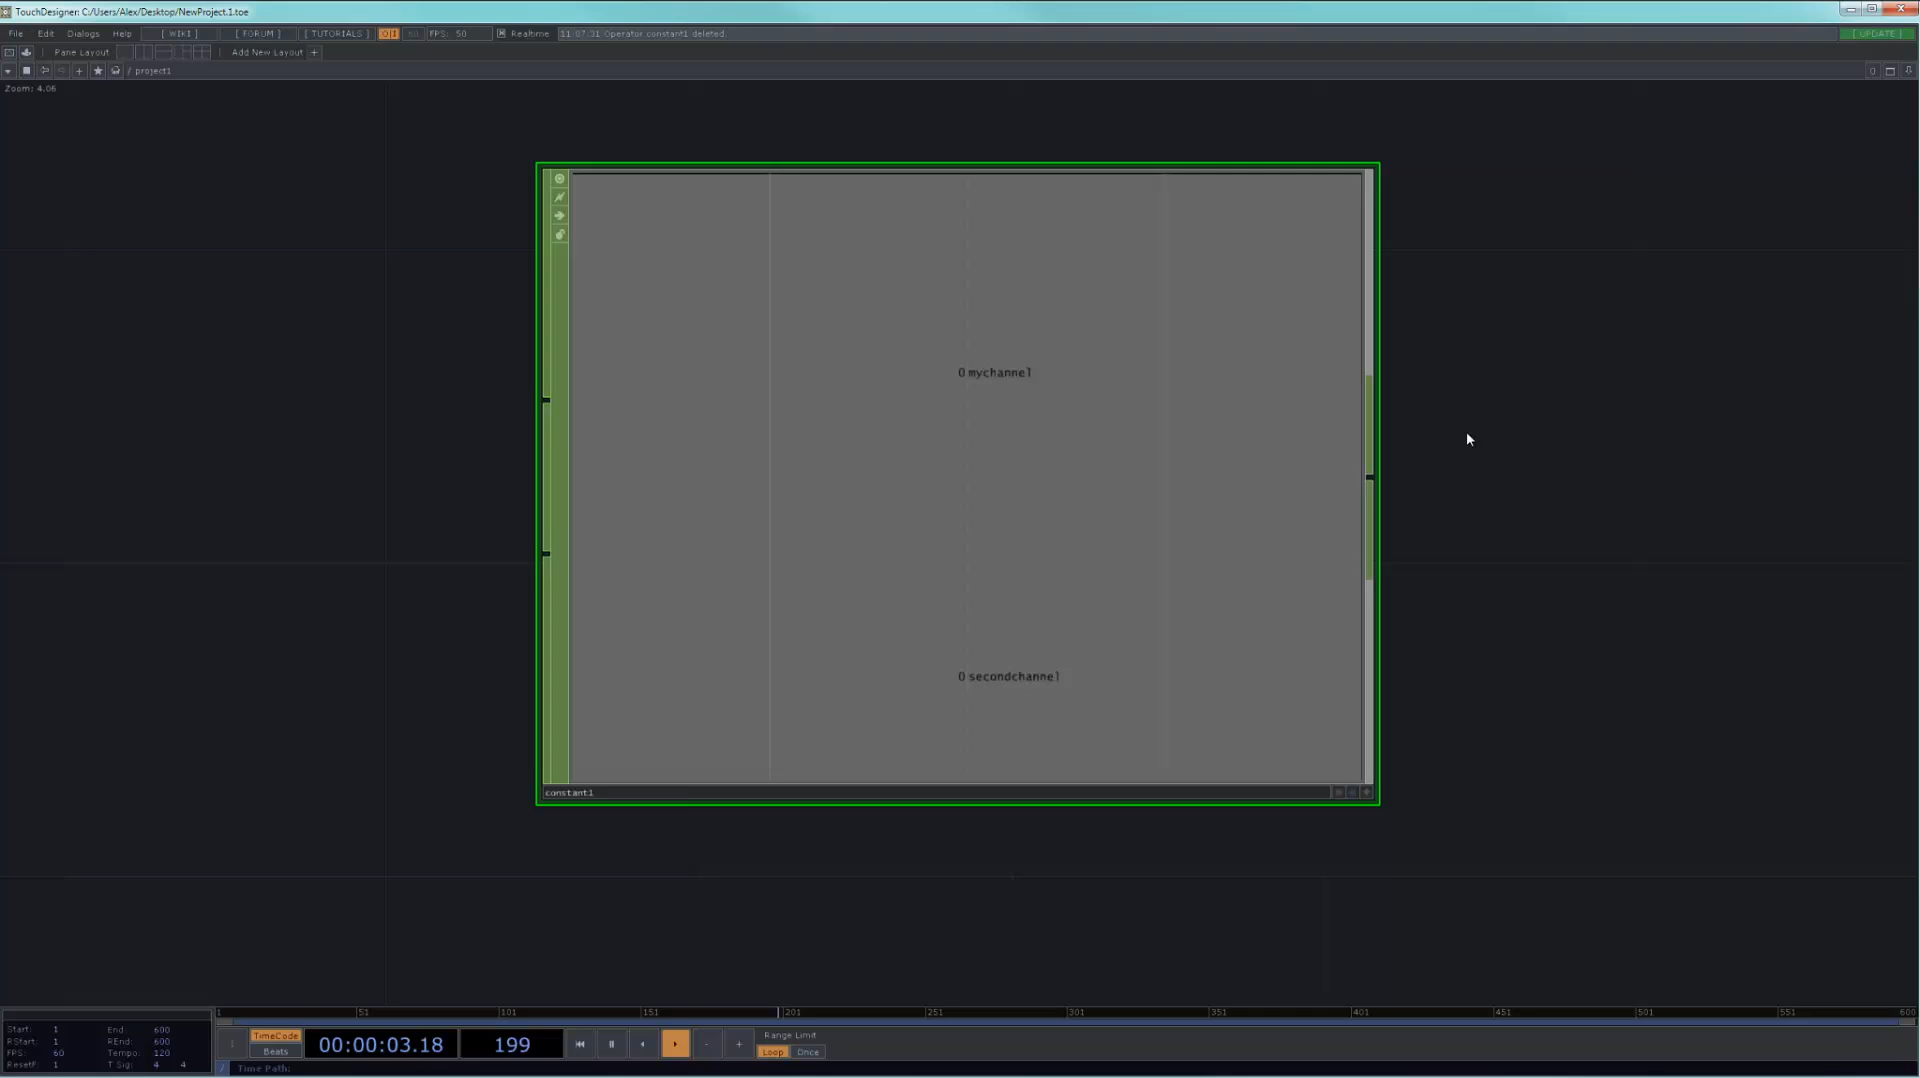 TouchDesigner: C:/Users/Alex/Desktop/NewProject.1.toe
File Edit Dialogs Help [ WIKI ] [ FORUM ] [ TUTORIALS ] O|I FPS: 50 Realtime 11:07:31 Operator constant1 deleted. [ UPDATE ]
Pane Layout Add New Layout +
+ / project1
Zoom: 4.06
0 mychannel
0 secondchannel
constant1
1 51 101 151 201 251 301 351 401 451 501 551 600
Start: 1 End: 600
RStart: 1 REnd: 600
FPS: 60 Tempo: 120
ResetF: 1 T Sig: 4 4
TimeCode
Beats
00:00:03.18
199
- +
Range Limit
Loop Once
/ Time Path: